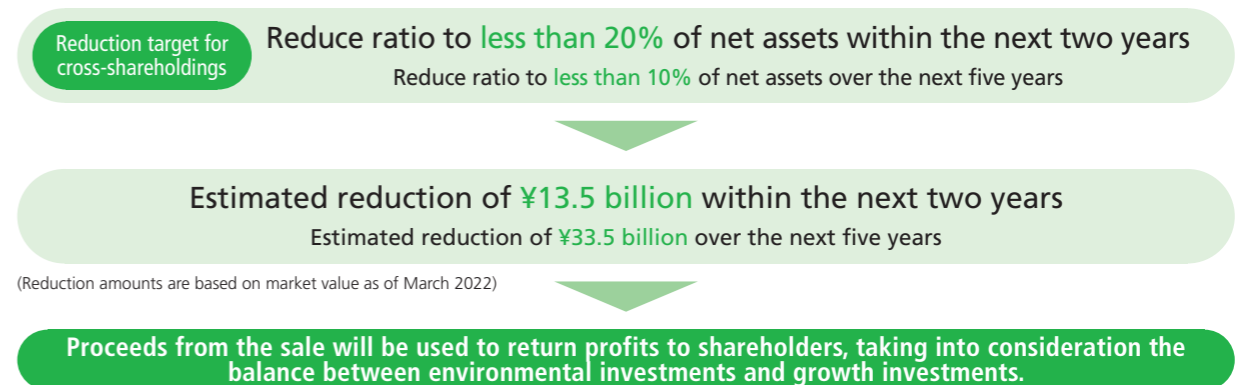 Reduction target for
cross-shareholdings
Reduce ratio to less than 20% of net assets within the next two years
Reduce ratio to less than 10% of net assets over the next five years
Estimated reduction of ¥13.5 billion within the next two years
Estimated reduction of ¥33.5 billion over the next five years
(Reduction amounts are based on market value as of March 2022)
Proceeds from the sale will be used to return profits to shareholders, taking into consideration the
balance between environmental investments and growth investments.